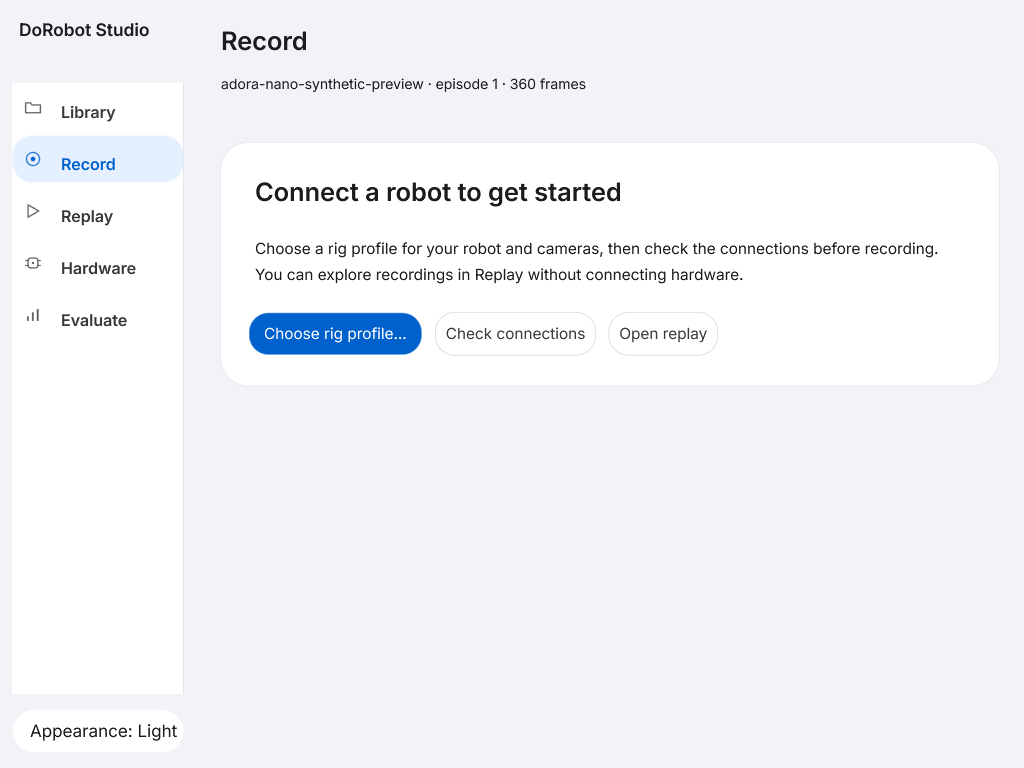 DoRobot Studio
Library
Record
Replay
Hardware
Evaluate
Appearance: Light
Record
adora-nano-synthetic-preview · episode 1 · 360 frames
Connect a robot to get started
Choose a rig profile for your robot and cameras, then check the connections before recording.
You can explore recordings in Replay without connecting hardware.
Choose rig profile...
Check connections
Open replay